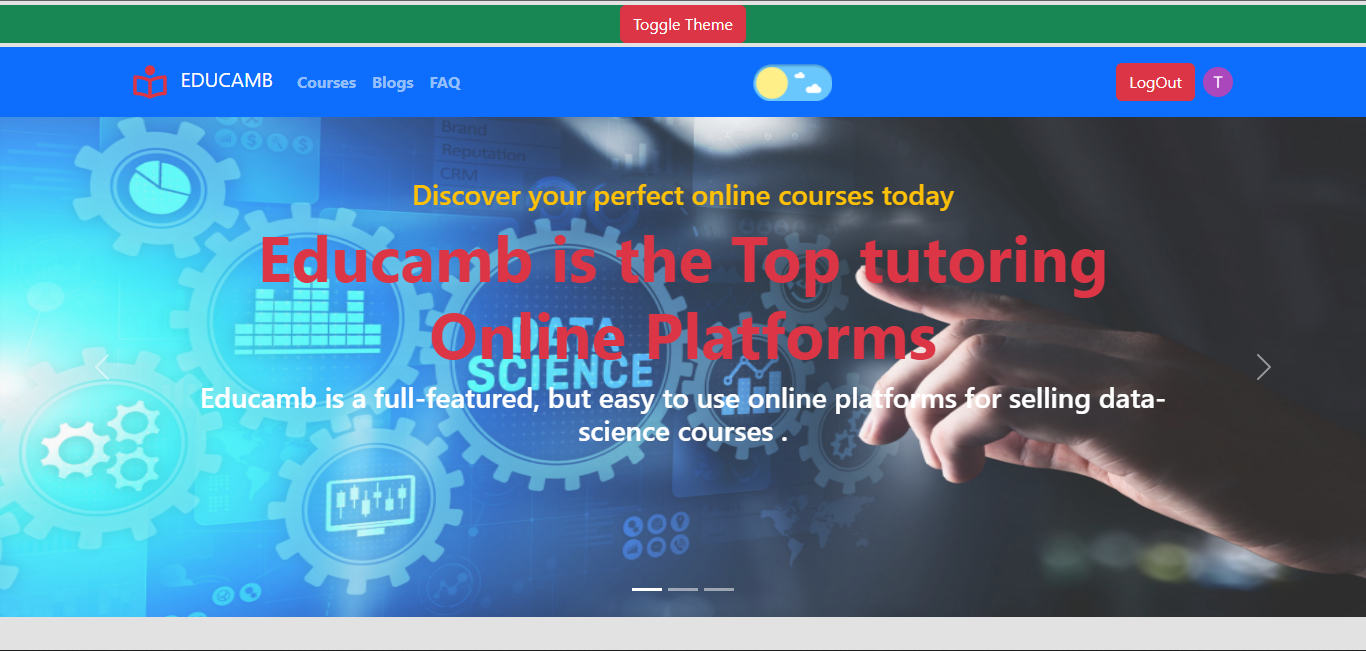 Toggle Theme
EDUCAMB
Courses Blogs FAQ
LogOut T
Brand
Reputation
CRM
Discover your perfect online courses today
Educamb is the Top tutoring
Online Platforms
DATA
SCIENCE
Educamb is a full-featured, but easy to use online platforms for selling data-
science courses .